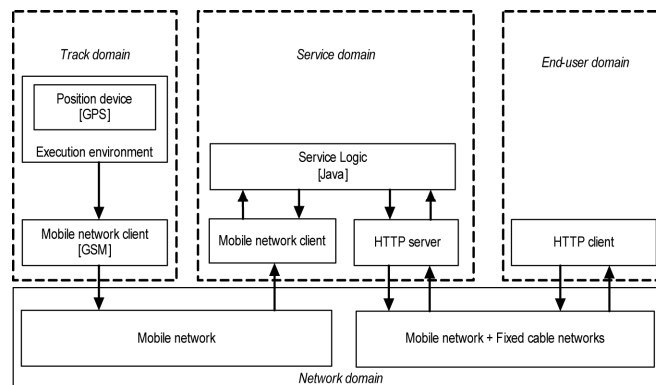 Track domain
Service domain
End-user domain
Position device
[GPS]
Execution environment
Service Logic
[Java]
Mobile network client
[GSM]
Mobile network client
HTTP server
HTTP client
Mobile network
Mobile network + Fixed cable networks
Network domain